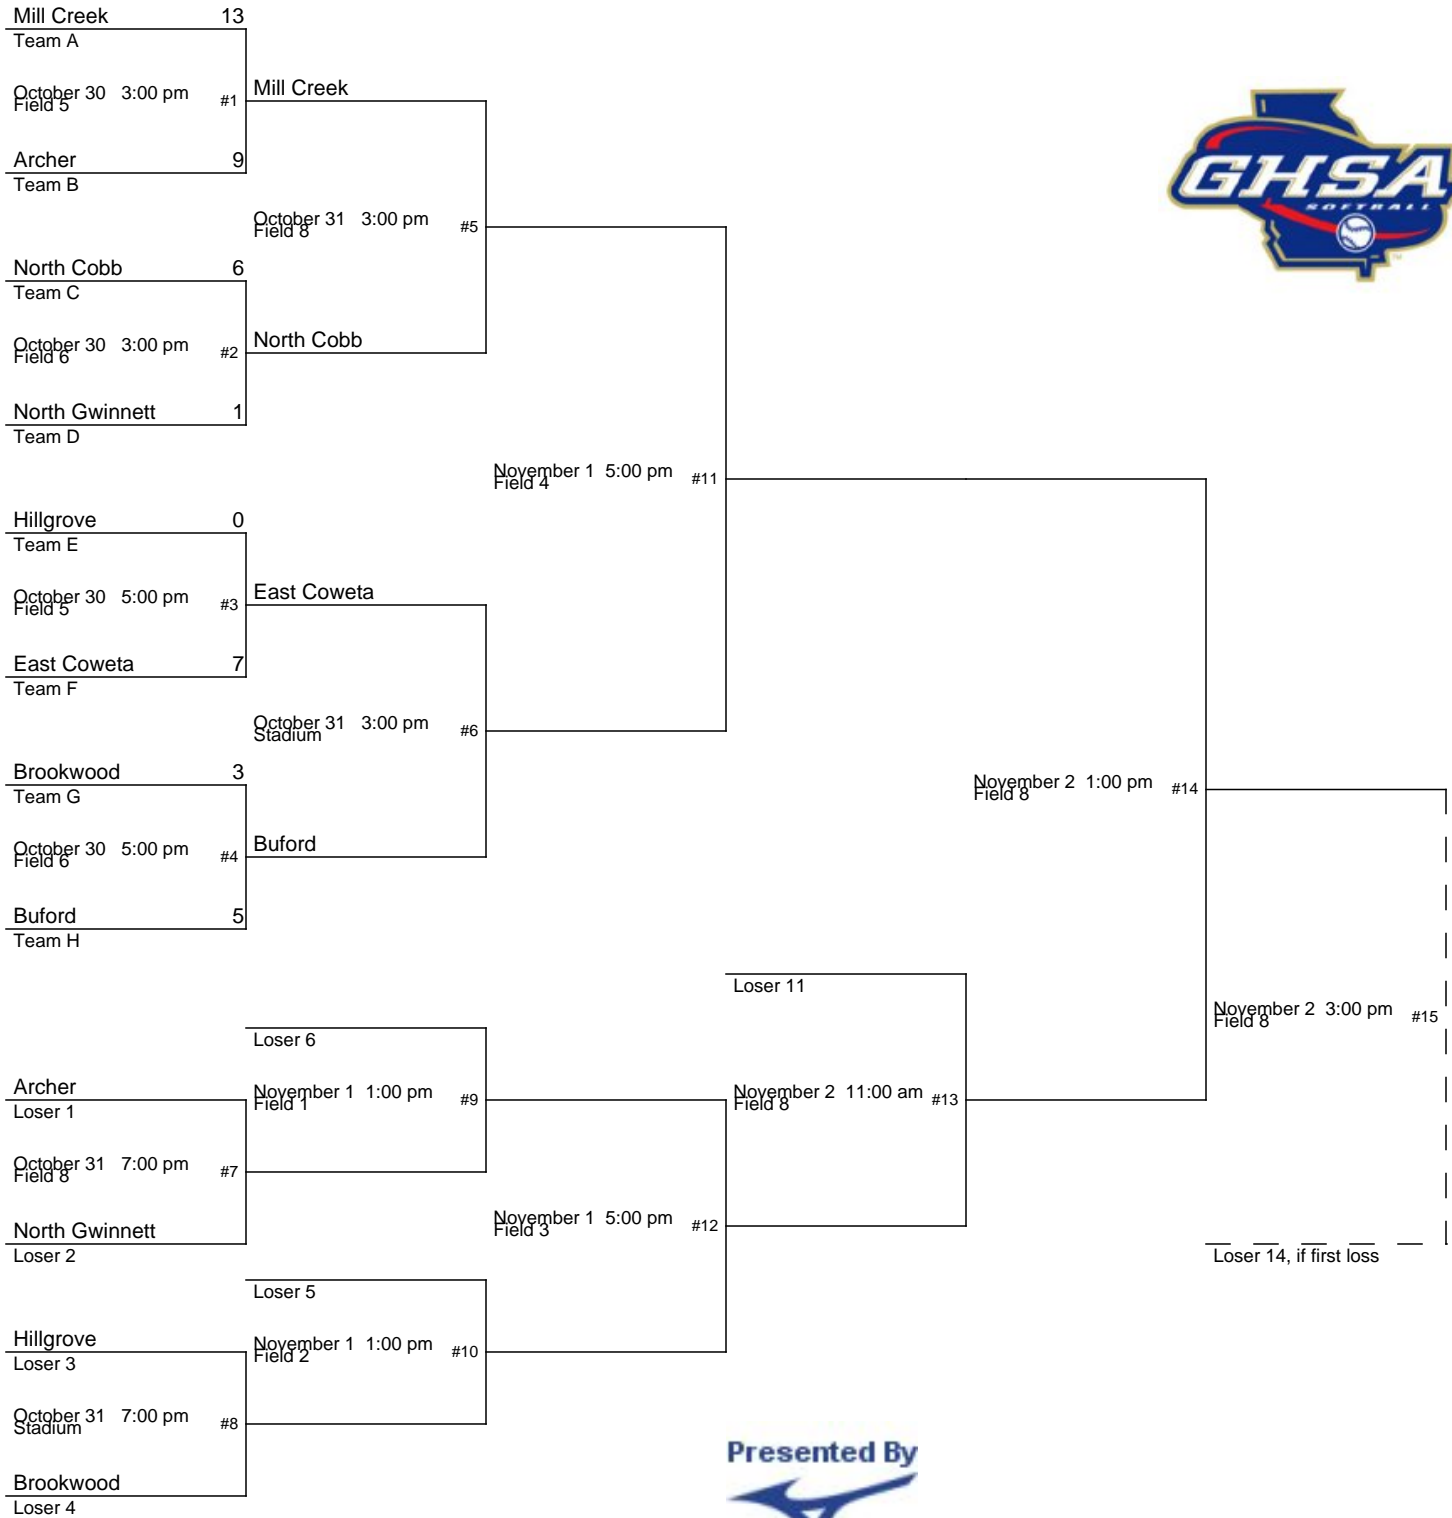 Mill Creek 13
Team A
October 30 3:00 pm
Field 5
#1
Mill Creek
Archer 9
Team B
October 31 3:00 pm
Field 8
#5
North Cobb 6
Team C
October 30 3:00 pm
Field 6
#2
North Cobb
North Gwinnett 1
Team D
November 1 5:00 pm
Field 4
#11
Hillgrove 0
Team E
October 30 5:00 pm
Field 5
#3
East Coweta
East Coweta 7
Team F
October 31 3:00 pm
Stadium
#6
Brookwood 3
Team G
October 30 5:00 pm
Field 6
#4
Buford
Buford 5
Team H
November 2 1:00 pm
Field 8
#14
GHSA
SOFTBALL
TM
Loser 11
Loser 6
November 2 3:00 pm
Field 8
#15
Archer
Loser 1
November 1 1:00 pm
Field 1
#9
November 2 11:00 am
Field 8
#13
October 31 7:00 pm
Field 8
#7
North Gwinnett
Loser 2
November 1 5:00 pm
Field 3
#12
Loser 14, if first loss
Loser 5
Hillgrove
Loser 3
November 1 1:00 pm
Field 2
#10
October 31 7:00 pm
Stadium
#8
Brookwood
Loser 4
Presented By